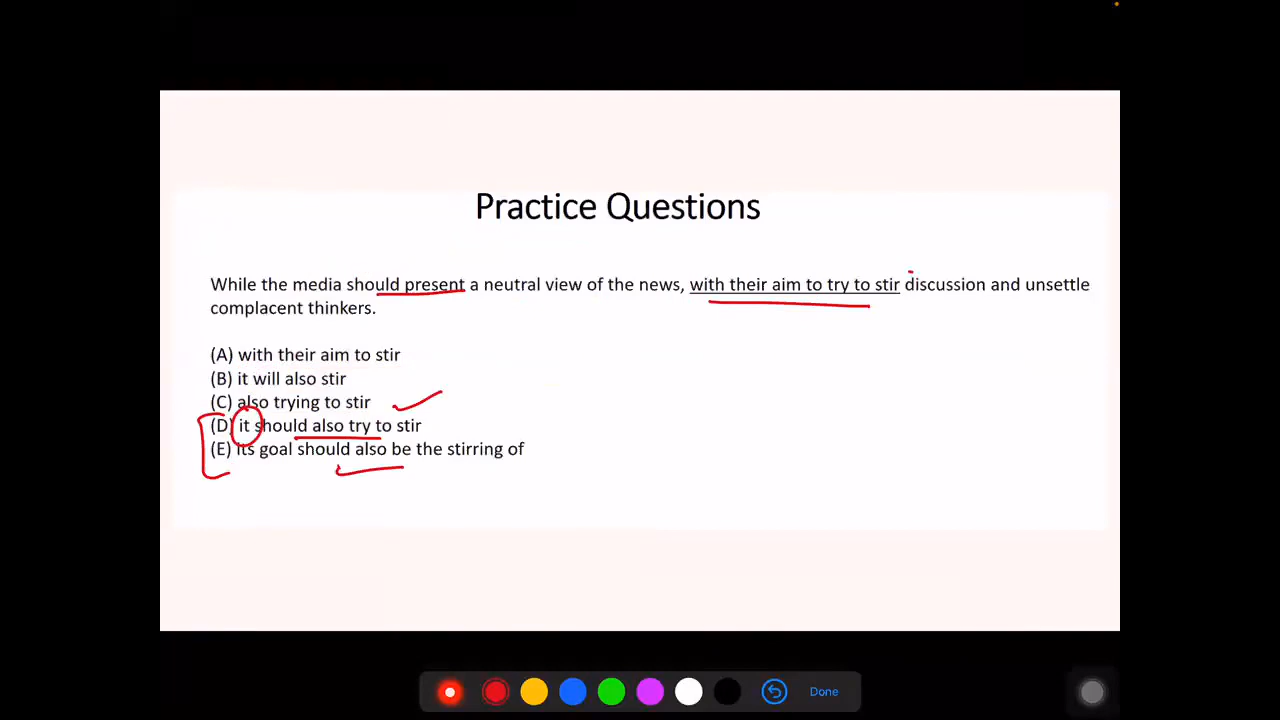 Practice Questions
While the media should present a neutral view of the news, with their aim to try to stir discussion and unsettle
complacent thinkers.
(A) with their aim to stir
(B) it will also stir
(C) also trying to stir
(D) it should also try to stir
(E) its goal should also be the stirring of
Done